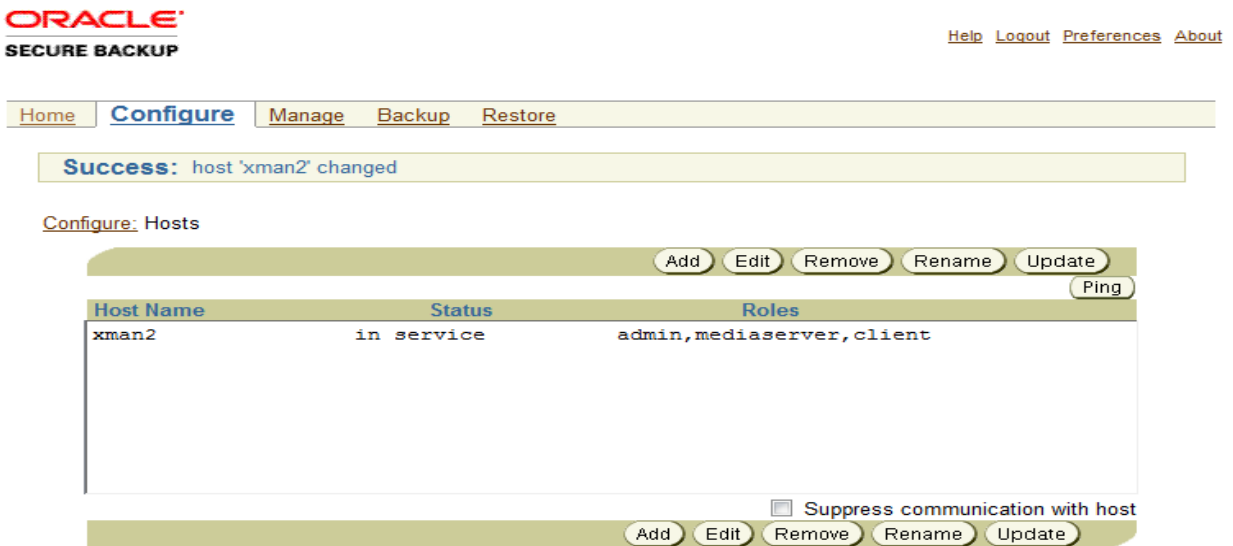 ORACLE
SECURE BACKUP
Help Logout Preferences About
Home Configure Manage Backup Restore
Success: host 'xman2' changed
Configure: Hosts
Add Edit Remove Rename Update
Ping
Host Name Status Roles
xman2 in service admin,mediaserver,client
Suppress communication with host
Add Edit Remove Rename Update